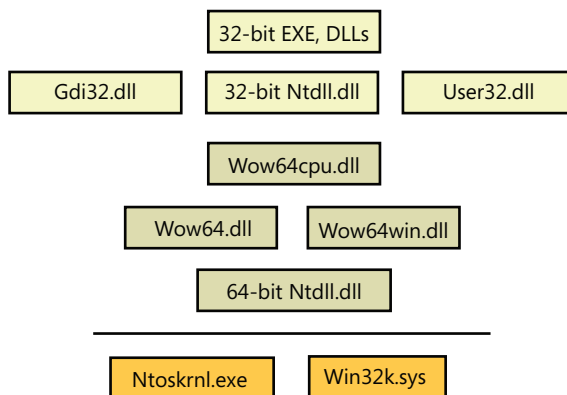 32-bit EXE, DLLs
Gdi32.dll
32-bit Ntdll.dll
User32.dll
Wow64cpu.dll
Wow64.dll
Wow64win.dll
64-bit Ntdll.dll
Ntoskrnl.exe
Win32k.sys